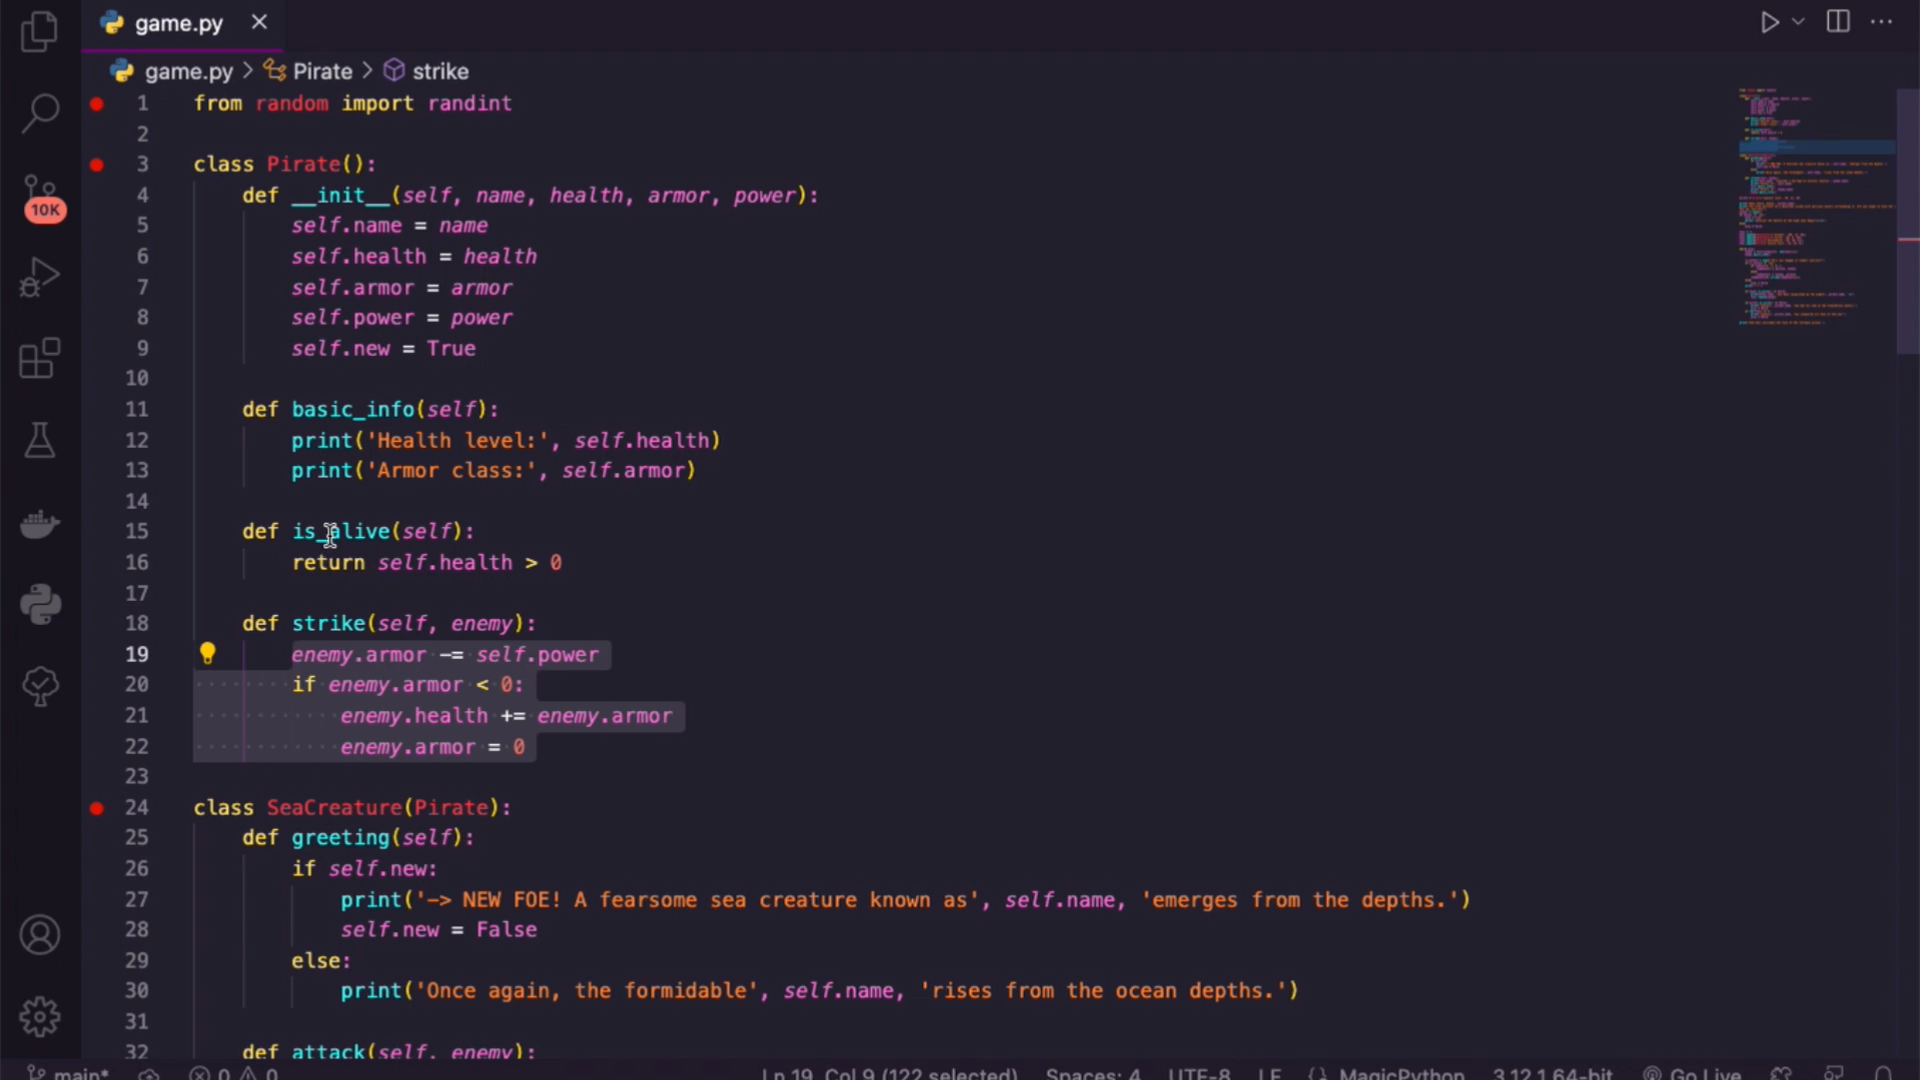 game.py
game.py > Pirate > strike
1 from random import randint
2
3 class Pirate():
4 def __init__(self, name, health, armor, power):
5 self.name = name
6 self.health = health
7 self.armor = armor
8 self.power = power
9 self.new = True
10
11 def basic_info(self):
12 print('Health level:', self.health)
13 print('Armor class:', self.armor)
14
15 def is_alive(self):
16 return self.health > 0
17
18 def strike(self, enemy):
19 enemy.armor -= self.power
20 if enemy.armor < 0:
21 enemy.health += enemy.armor
22 enemy.armor = 0
23
24 class SeaCreature(Pirate):
25 def greeting(self):
26 if self.new:
27 print('-> NEW FOE! A fearsome sea creature known as', self.name, 'emerges from the depths.')
28 self.new = False
29 else:
30 print('Once again, the formidable', self.name, 'rises from the ocean depths.')
31
32 def attack(self, enemy):
10K
main* 0 0 Ln 19, Col 9 (122 selected) Spaces: 4 UTF-8 LF {} MagicPython 3.12.1 64-bit Go Live